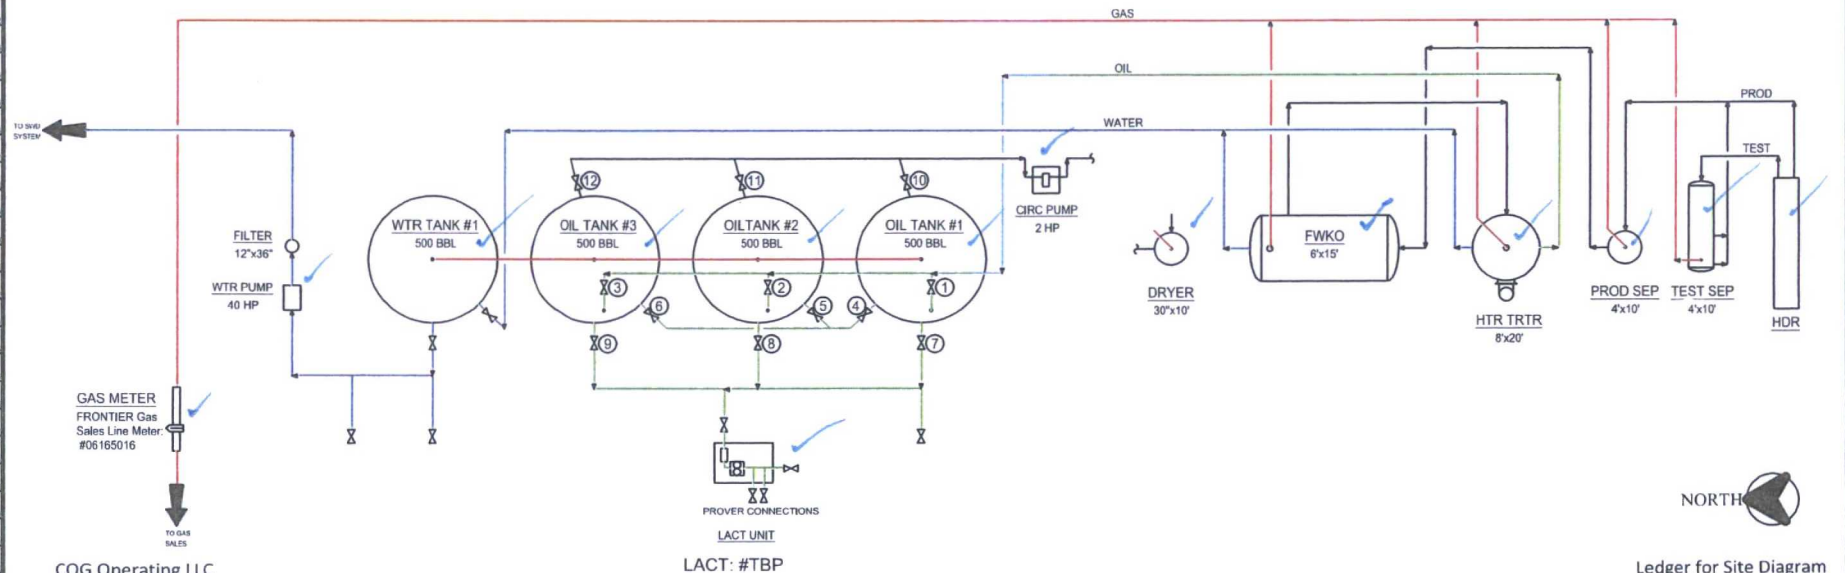 GAS
OIL
PROD
TO SWD
SYSTEM
WATER
TEST
12
11
10
CIRC PUMP
2 HP
WTR TANK #1
500 BBL
OIL TANK #3
500 BBL
OILTANK #2
500 BBL
OIL TANK #1
500 BBL
FILTER
12"x36"
FWKO
6'x15'
WTR PUMP
40 HP
3
2
1
6
5
4
DRYER
30"x10'
PROD SEP
4'x10'
TEST SEP
4'x10'
HTR TRTR
8'x20'
HDR
9
8
7
GAS METER
FRONTIER Gas
Sales Line Meter:
#06165016
PROVER CONNECTIONS
LACT UNIT
NORTH
TO GAS
SALES
COG Operating LLC
LACT: #TBP
Ledger for Site Diagram